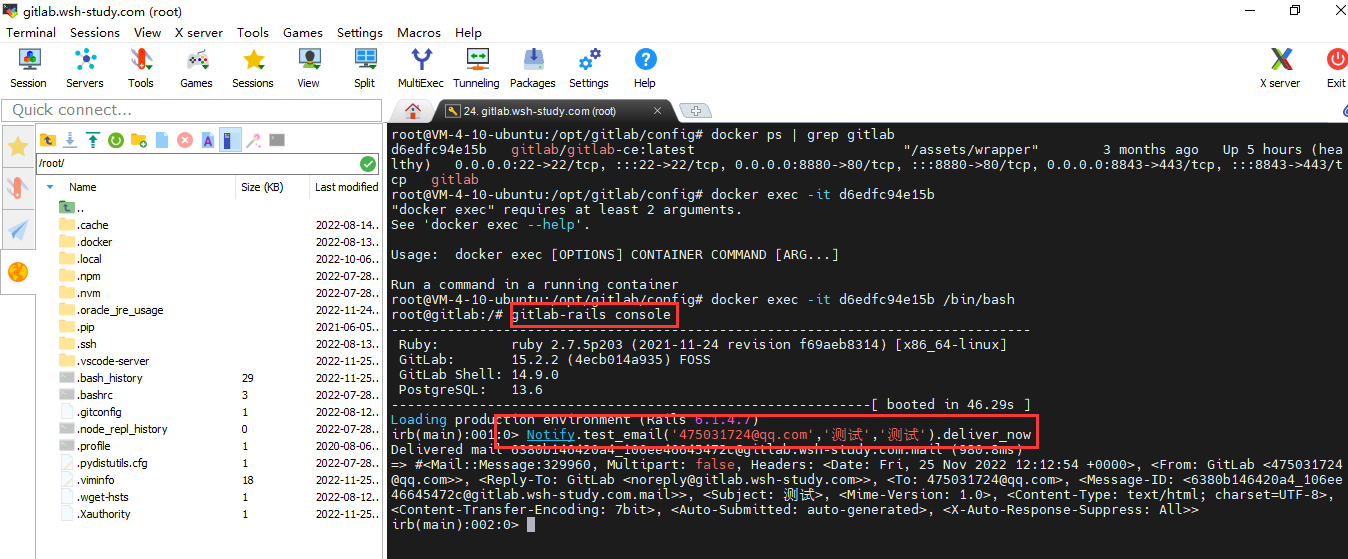 gitlab.wsh-study.com (root)
Terminal Sessions View X server Tools Games Settings Macros Help
Session Servers Tools Games Sessions View Split MultiExec Tunneling Packages Settings Help X server Exit
Quick connect...
24. gitlab.wsh-study.com (root)
/root/
Name Size (KB) Last modified
..
.cache 2022-08-14...
.docker 2022-08-13...
.local 2022-10-06...
.npm 2022-07-28...
.nvm 2022-07-28...
.oracle_jre_usage 2022-11-24...
.pip 2021-06-05...
.ssh 2022-08-13...
.vscode-server 2022-11-25...
.bash_history 29 2022-11-25...
.bashrc 3 2022-07-28...
.gitconfig 1 2022-08-12...
.node_repl_history 0 2022-07-28...
.profile 1 2020-08-06...
.pydistutils.cfg 1 2022-07-28...
.viminfo 18 2022-11-25...
.wget-hsts 1 2022-08-12...
.Xauthority 1 2022-11-25...
root@VM-4-10-ubuntu:/opt/gitlab/config# docker ps | grep gitlab
d6edfc94e15b gitlab/gitlab-ce:latest "/assets/wrapper" 3 months ago Up 5 hours (hea
lthy) 0.0.0.0:22->22/tcp, :::22->22/tcp, 0.0.0.0:8880->80/tcp, :::8880->80/tcp, 0.0.0.0:8843->443/tcp, :::8843->443/t
cp gitlab
root@VM-4-10-ubuntu:/opt/gitlab/config# docker exec -it d6edfc94e15b
"docker exec" requires at least 2 arguments.
See 'docker exec --help'.
Usage: docker exec [OPTIONS] CONTAINER COMMAND [ARG...]
Run a command in a running container
root@VM-4-10-ubuntu:/opt/gitlab/config# docker exec -it d6edfc94e15b /bin/bash
root@gitlab:/# gitlab-rails console
--------------------------------------------------------------------------------
Ruby: ruby 2.7.5p203 (2021-11-24 revision f69aeb8314) [x86_64-linux]
GitLab: 15.2.2 (4ecb014a935) FOSS
GitLab Shell: 14.9.0
PostgreSQL: 13.6
------------------------------------------------------------[ booted in 46.29s ]
Loading production environment (Rails 6.1.4.7)
irb(main):001:0> Notify.test_email('475031724@qq.com','测试','测试').deliver_now
Delivered mail 6380b146420a4_106ee46645472c@gitlab.wsh-study.com.mail (980.8ms)
=> #<Mail::Message:329960, Multipart: false, Headers: <Date: Fri, 25 Nov 2022 12:12:54 +0000>, <From: GitLab <475031724
@qq.com>>, <Reply-To: GitLab <noreply@gitlab.wsh-study.com>>, <To: 475031724@qq.com>, <Message-ID: <6380b146420a4_106ee
46645472c@gitlab.wsh-study.com.mail>>, <Subject: 测试>, <Mime-Version: 1.0>, <Content-Type: text/html; charset=UTF-8>,
<Content-Transfer-Encoding: 7bit>, <Auto-Submitted: auto-generated>, <X-Auto-Response-Suppress: All>>
irb(main):002:0>